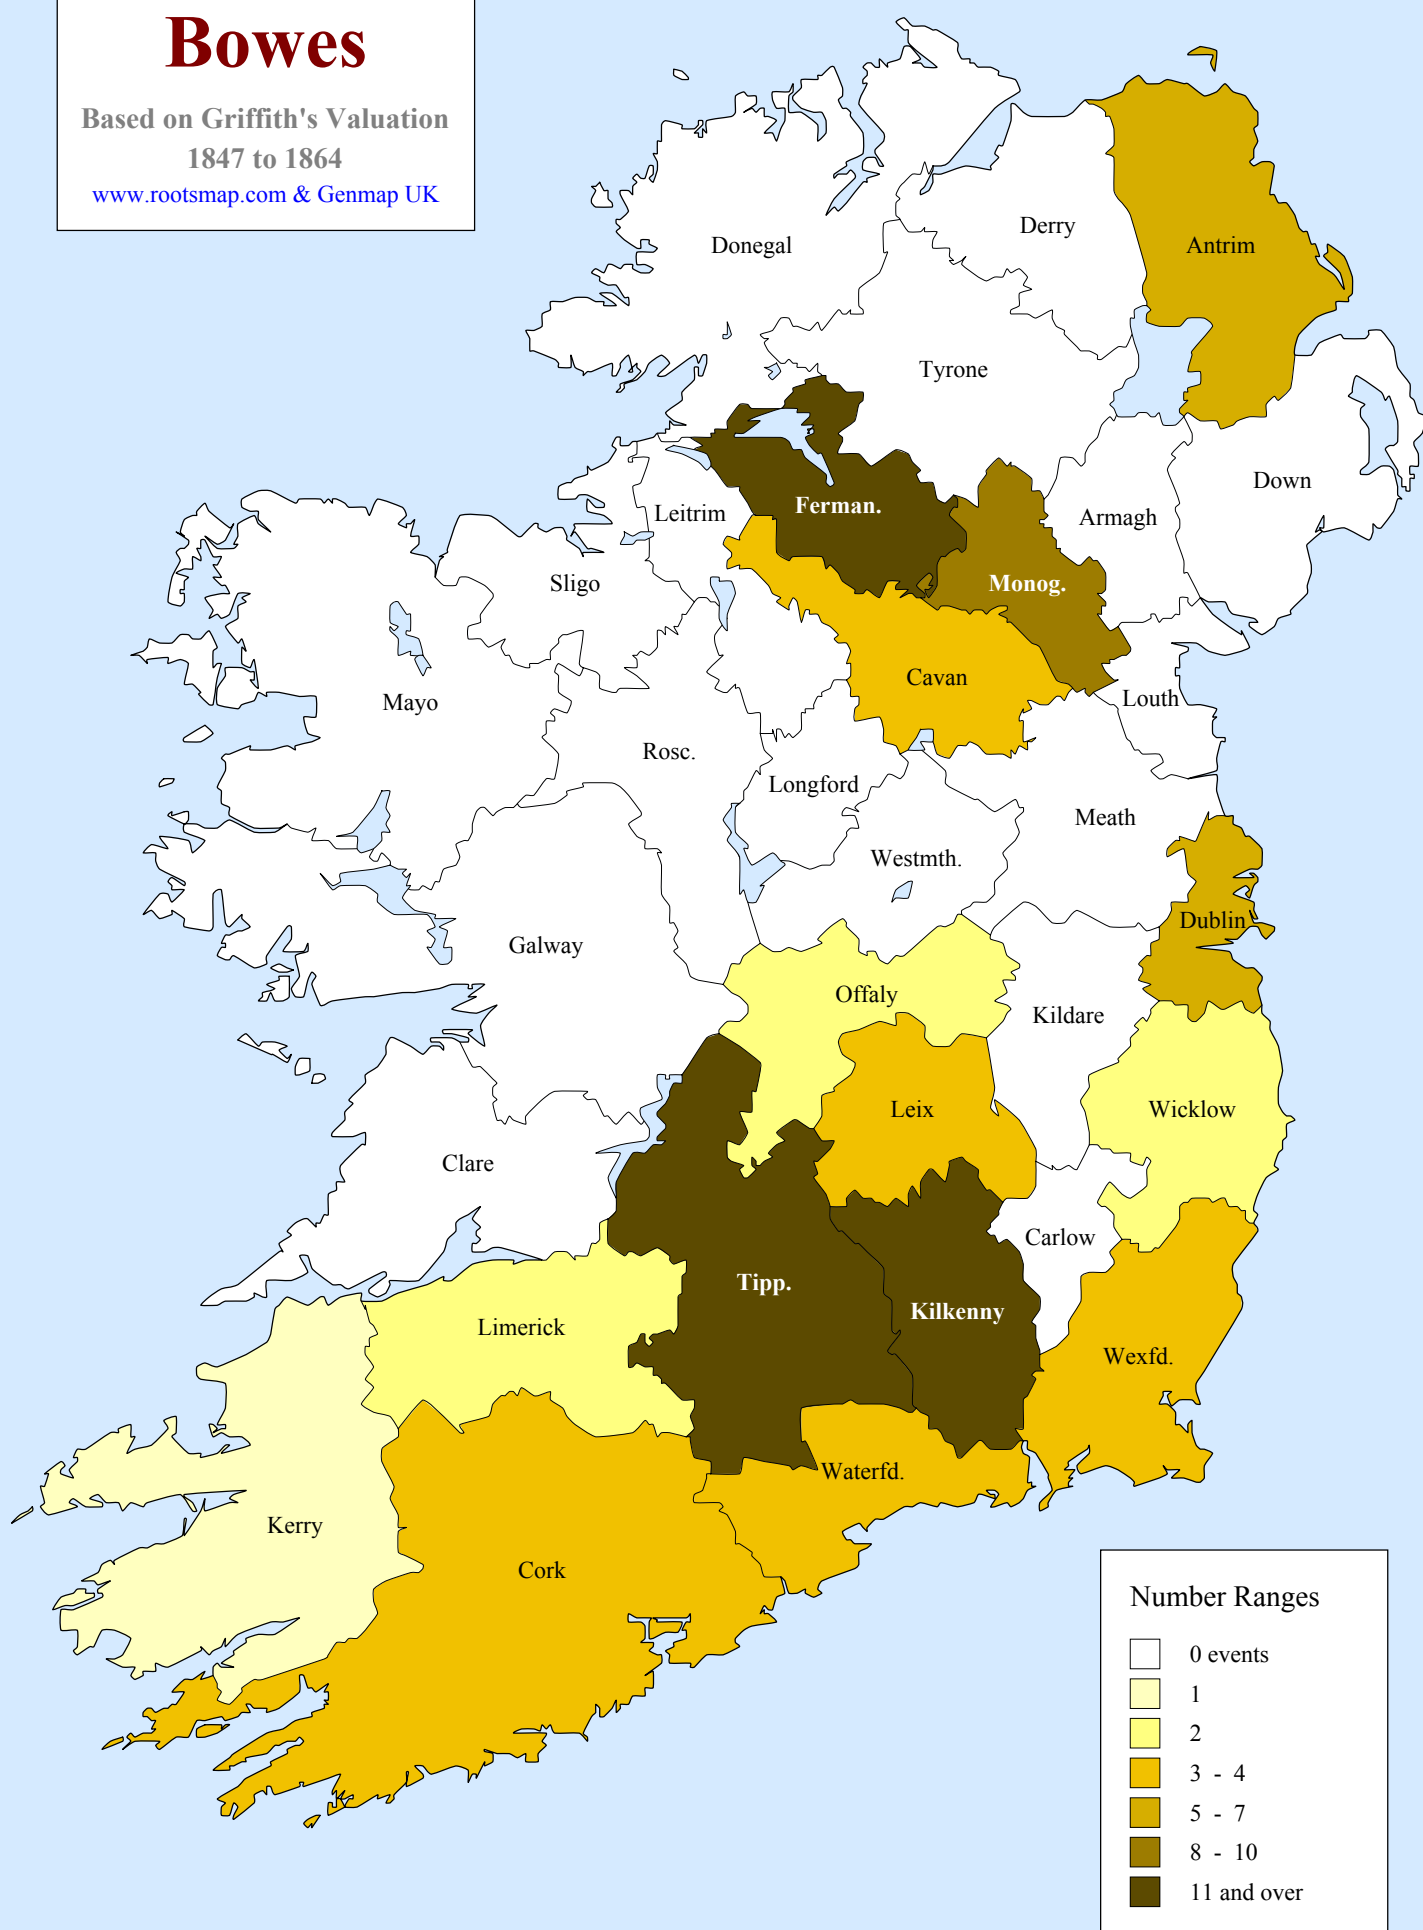 Bowes
Based on Griffith's Valuation
1847 to 1864
www.rootsmap.com & Genmap UK
Donegal
Derry
Antrim
Tyrone
Ferman.
Leitrim
Down
Armagh
Sligo
Monog.
Cavan
Mayo
Louth
Rosc.
Longford
Meath
Westmth.
Dublin
Galway
Offaly
Kildare
Leix
Wicklow
Clare
Carlow
Tipp.
Kilkenny
Limerick
Wexfd.
Waterfd.
Kerry
Cork
Number Ranges
0 events
1
2
3 - 4
5 - 7
8 - 10
11 and over